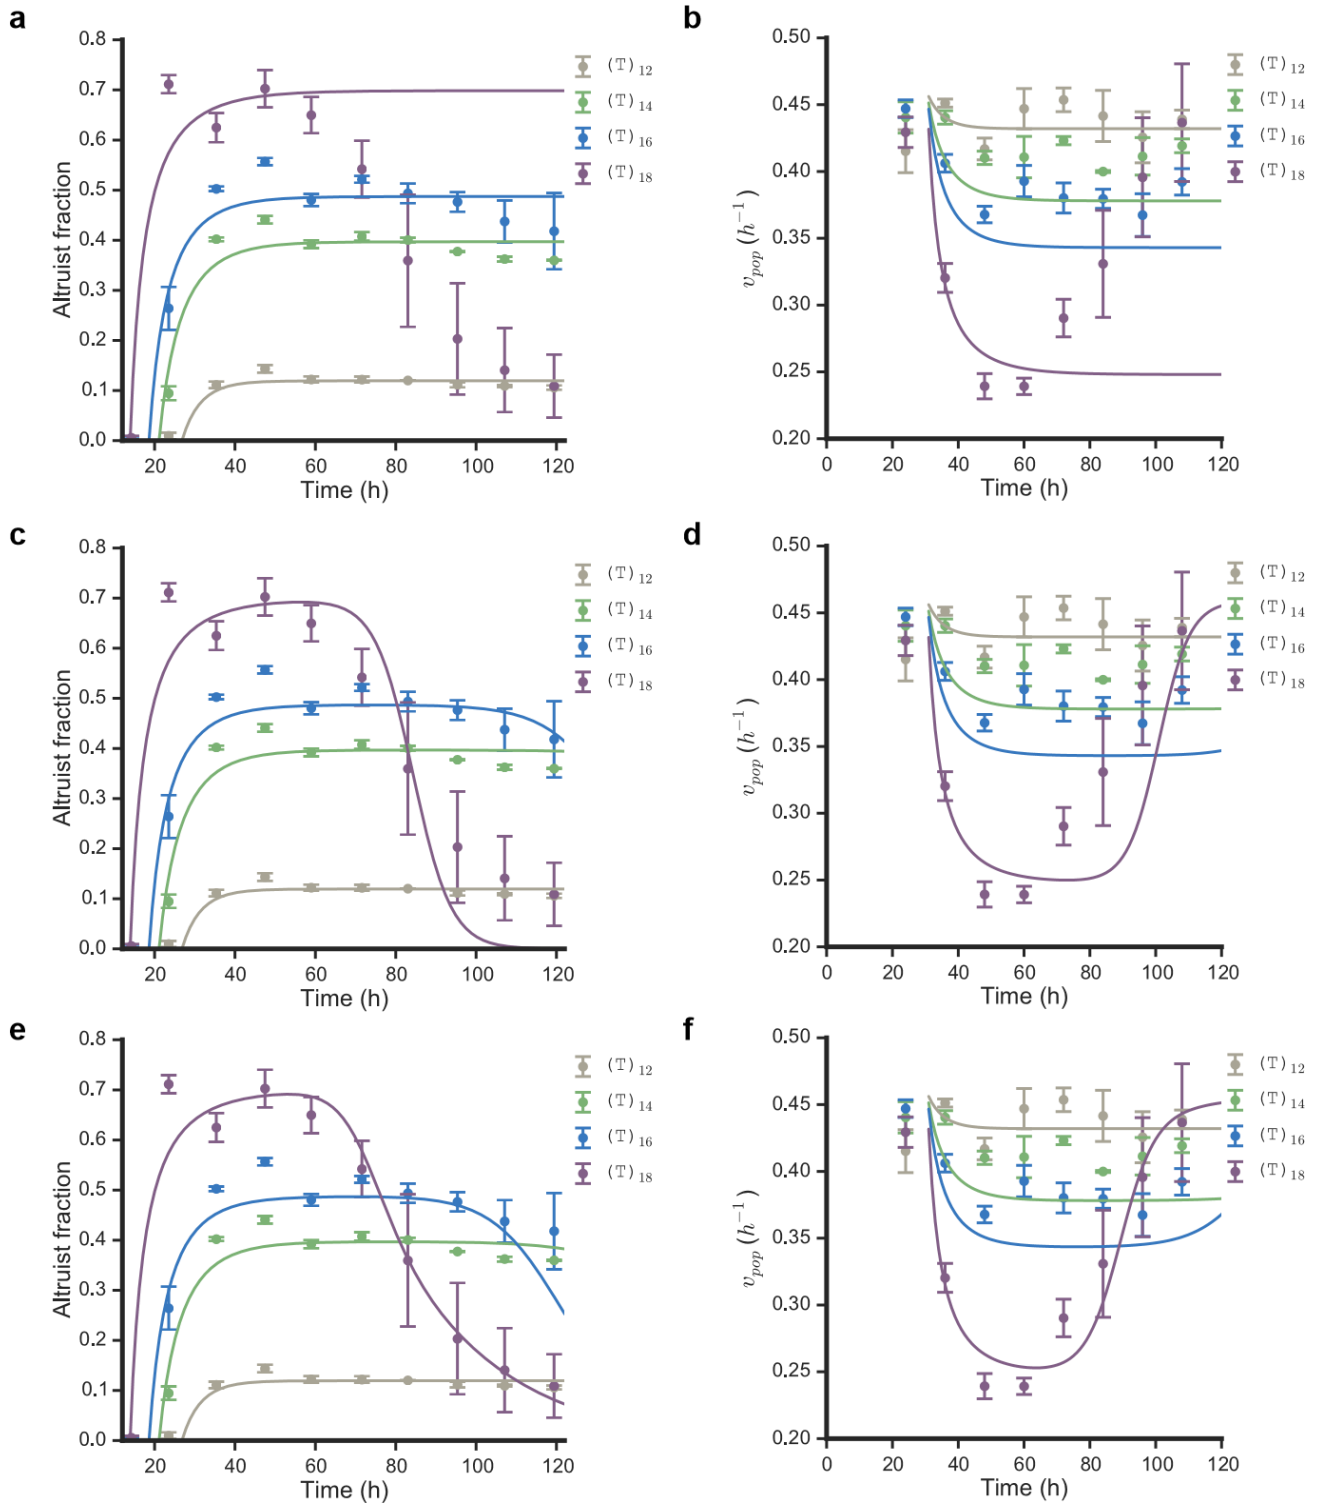 a
0.8
0.7
0.6
0.5
0.4
0.3
0.2
0.1
0.0
20 40 60 80 100 120
Altruist fraction
Time (h)
(T)12
(T)14
(T)16
(T)18
b
0.50
0.45
0.40
0.35
0.30
0.25
0.20
0 20 40 60 80 100 120
vpop (h−1)
Time (h)
(T)12
(T)14
(T)16
(T)18
c
0.8
0.7
0.6
0.5
0.4
0.3
0.2
0.1
0.0
20 40 60 80 100 120
Altruist fraction
Time (h)
(T)12
(T)14
(T)16
(T)18
d
0.50
0.45
0.40
0.35
0.30
0.25
0.20
0 20 40 60 80 100 120
vpop (h−1)
Time (h)
(T)12
(T)14
(T)16
(T)18
e
0.8
0.7
0.6
0.5
0.4
0.3
0.2
0.1
0.0
20 40 60 80 100 120
Altruist fraction
Time (h)
(T)12
(T)14
(T)16
(T)18
f
0.50
0.45
0.40
0.35
0.30
0.25
0.20
0 20 40 60 80 100 120
vpop (h−1)
Time (h)
(T)12
(T)14
(T)16
(T)18